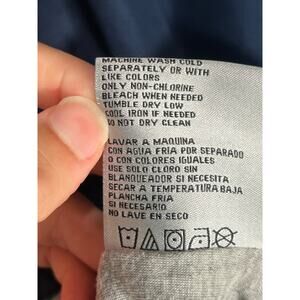 MACHINE WASH COLD
SEPARATELY OR WITH
LIKE COLORS
ONLY NON-CHLORINE
BLEACH WHEN NEEDED
TUMBLE DRY LOW
COOL IRON IF NEEDED
DO NOT DRY CLEAN
LAVAR A MAQUINA
CON AGUA FRIA POR SEPARADO
O CON COLORES IGUALES
USE SOLO CLORO SIN
BLANQUEADOR SI NECESITA
SECAR A TEMPERATURA BAJA
PLANCHA FRIA
SI NECESARIO
NO LAVE EN SECO